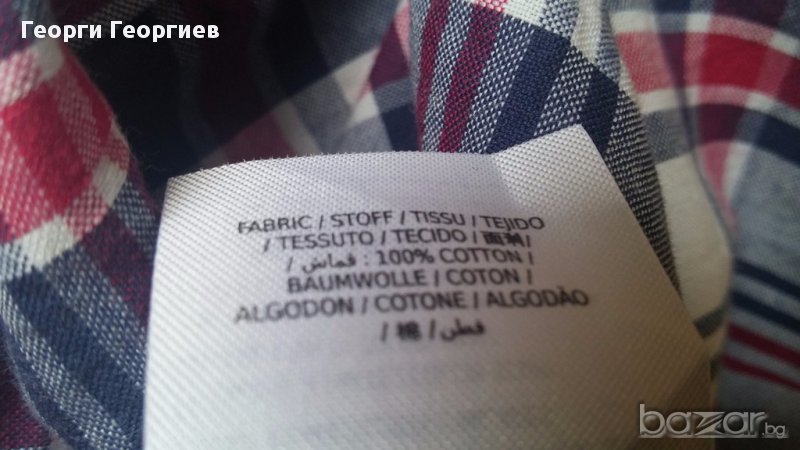 Георги Георгиев
FABRIC / STOFF / TISSU / TEJIDO
/ TESSUTO / TECIDO / 面料 /
قماش : 100% COTTON /
BAUMWOLLE / COTON /
ALGODON / COTONE / ALGODÃO
/ 棉 / قطن
bazar.bg